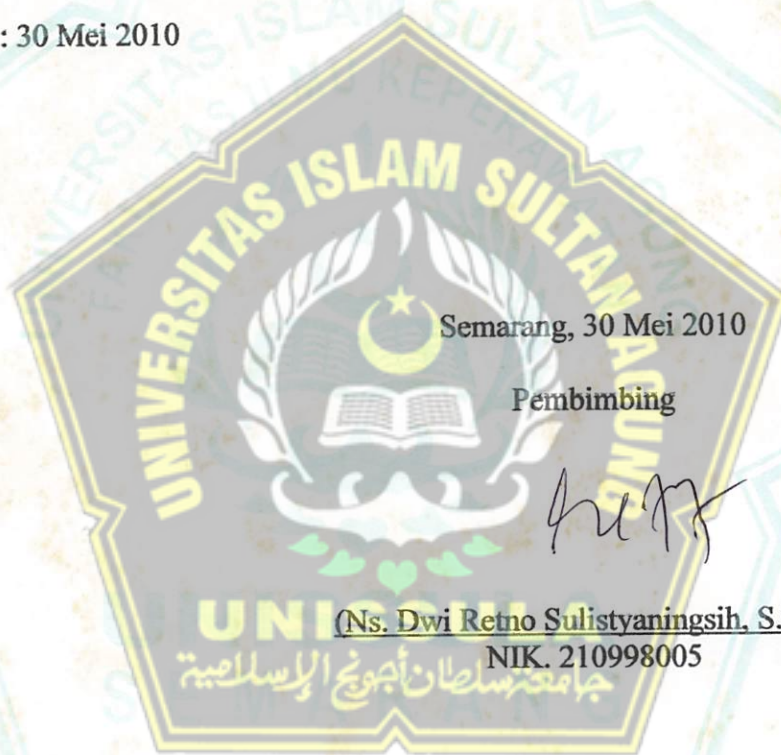 : 30 Mei 2010
UNIVERSITAS ISLAM SULTAN AGUNG
Semarang, 30 Mei 2010
Pembimbing
(Ns. Dwi Retno Sulistyaningsih, S.
NIK. 210998005
UNISSULA
جامعة سلطان أجونج الإسلامية